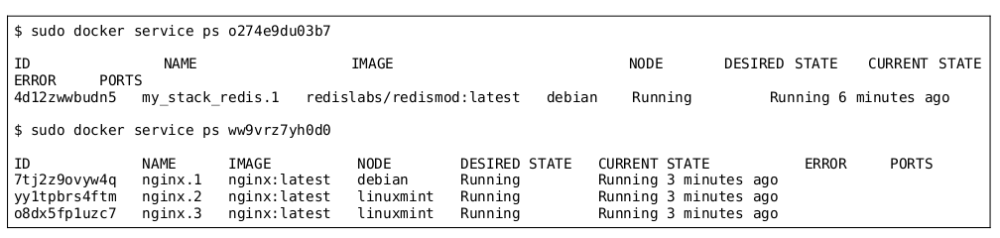 $ sudo docker service ps o274e9du03b7
ID NAME IMAGE NODE DESIRED STATE CURRENT STATE
ERROR PORTS
4d12zwwbudn5 my_stack_redis.1 redislabs/redismod:latest debian Running Running 6 minutes ago
$ sudo docker service ps ww9vrz7yh0d0
ID NAME IMAGE NODE DESIRED STATE CURRENT STATE ERROR PORTS
7tj2z9ovyw4q nginx.1 nginx:latest debian Running Running 3 minutes ago
yy1tpbrs4ftm nginx.2 nginx:latest linuxmint Running Running 3 minutes ago
o8dx5fp1uzc7 nginx.3 nginx:latest linuxmint Running Running 3 minutes ago